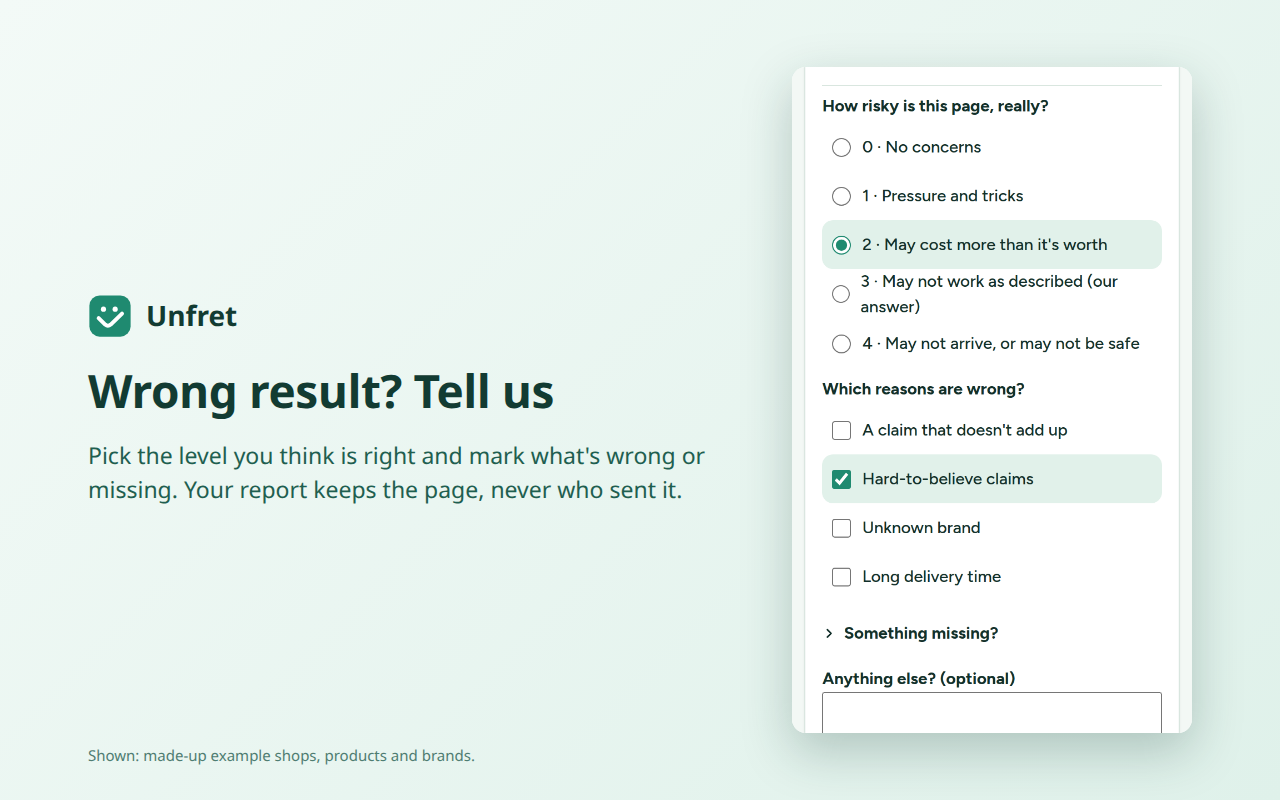 Unfret
Wrong result? Tell us
Pick the level you think is right and mark what's wrong or
missing. Your report keeps the page, never who sent it.
Shown: made-up example shops, products and brands.
How risky is this page, really?
0 · No concerns
1 · Pressure and tricks
2 · May cost more than it's worth
3 · May not work as described (our
answer)
4 · May not arrive, or may not be safe
Which reasons are wrong?
A claim that doesn't add up
Hard-to-believe claims
Unknown brand
Long delivery time
Something missing?
Anything else? (optional)